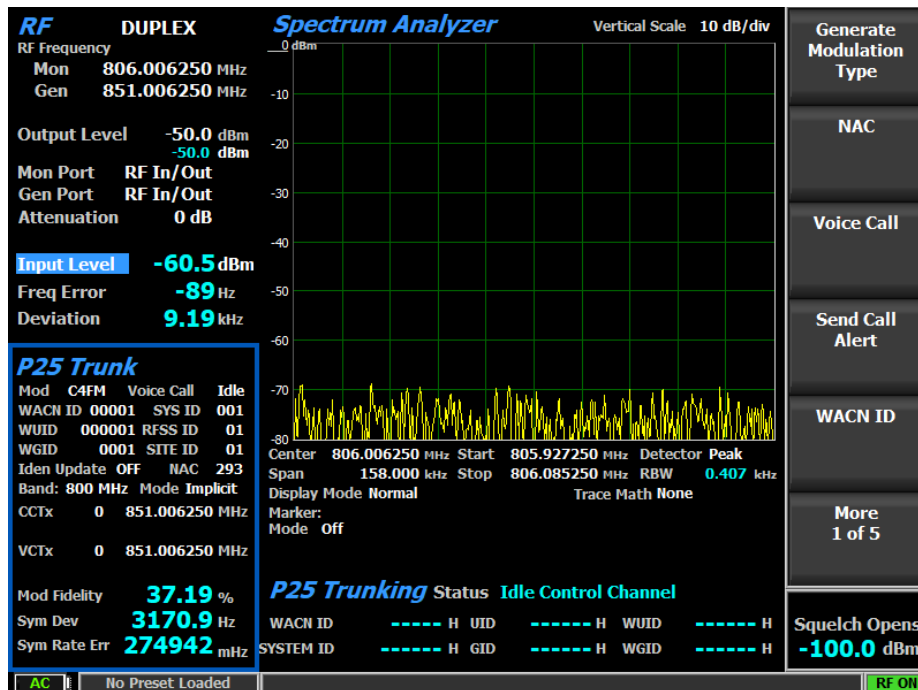 RF DUPLEX
RF Frequency
Mon 806.006250 MHz
Gen 851.006250 MHz
Output Level -50.0 dBm
-50.0 dBm
Mon Port RF In/Out
Gen Port RF In/Out
Attenuation 0 dB
Input Level -60.5 dBm
Freq Error -89 Hz
Deviation 9.19 kHz
P25 Trunk
Mod C4FM Voice Call Idle
WACN ID 00001 SYS ID 001
WUID 000001 RFSS ID 01
WGID 0001 SITE ID 01
Iden Update OFF NAC 293
Band: 800 MHz Mode Implicit
CCTx 0 851.006250 MHz
VCTx 0 851.006250 MHz
Mod Fidelity 37.19 %
Sym Dev 3170.9 Hz
Sym Rate Err 274942 mHz
Spectrum Analyzer Vertical Scale 10 dB/div
0 dBm
-10
-20
-30
-40
-50
-60
-70
-80
Center 806.006250 MHz Start 805.927250 MHz Detector Peak
Span 158.000 kHz Stop 806.085250 MHz RBW 0.407 kHz
Display Mode Normal Trace Math None
Marker:
Mode Off
P25 Trunking Status Idle Control Channel
WACN ID ----- H UID ------ H WUID ------ H
SYSTEM ID ----- H GID ------ H WGID ------ H
Generate
Modulation
Type
NAC
Voice Call
Send Call
Alert
WACN ID
More
1 of 5
Squelch Opens
-100.0 dBm
AC No Preset Loaded RF ON